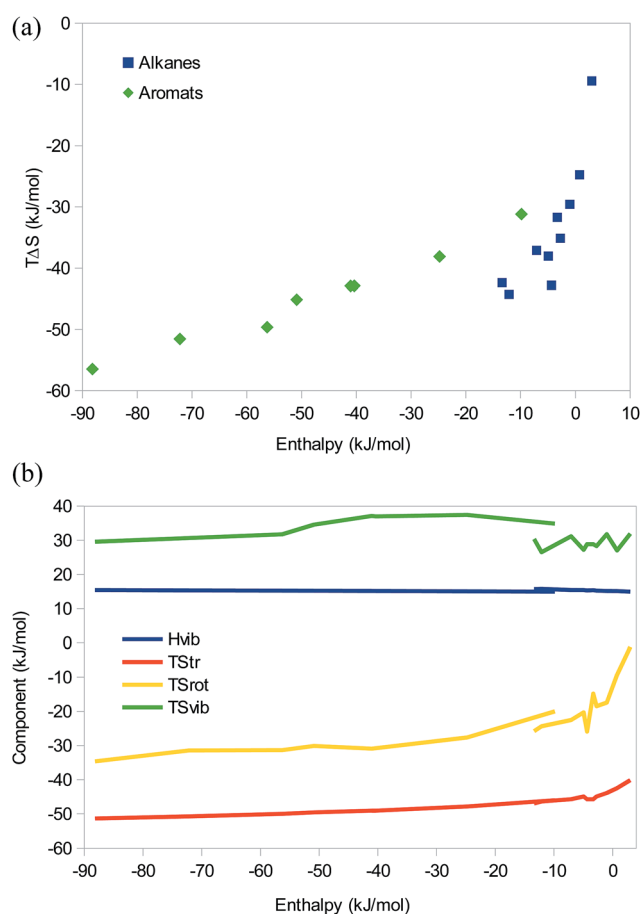 (a)
0
-10
-20
-30
-40
-50
-60
TΔS (kJ/mol)
Alkanes
Aromats
-90 -80 -70 -60 -50 -40 -30 -20 -10 0 10
Enthalpy (kJ/mol)
(b)
40
30
20
10
0
-10
-20
-30
-40
-50
-60
Component (kJ/mol)
Hvib
TStr
TSrot
TSvib
-90 -80 -70 -60 -50 -40 -30 -20 -10 0
Enthalpy (kJ/mol)